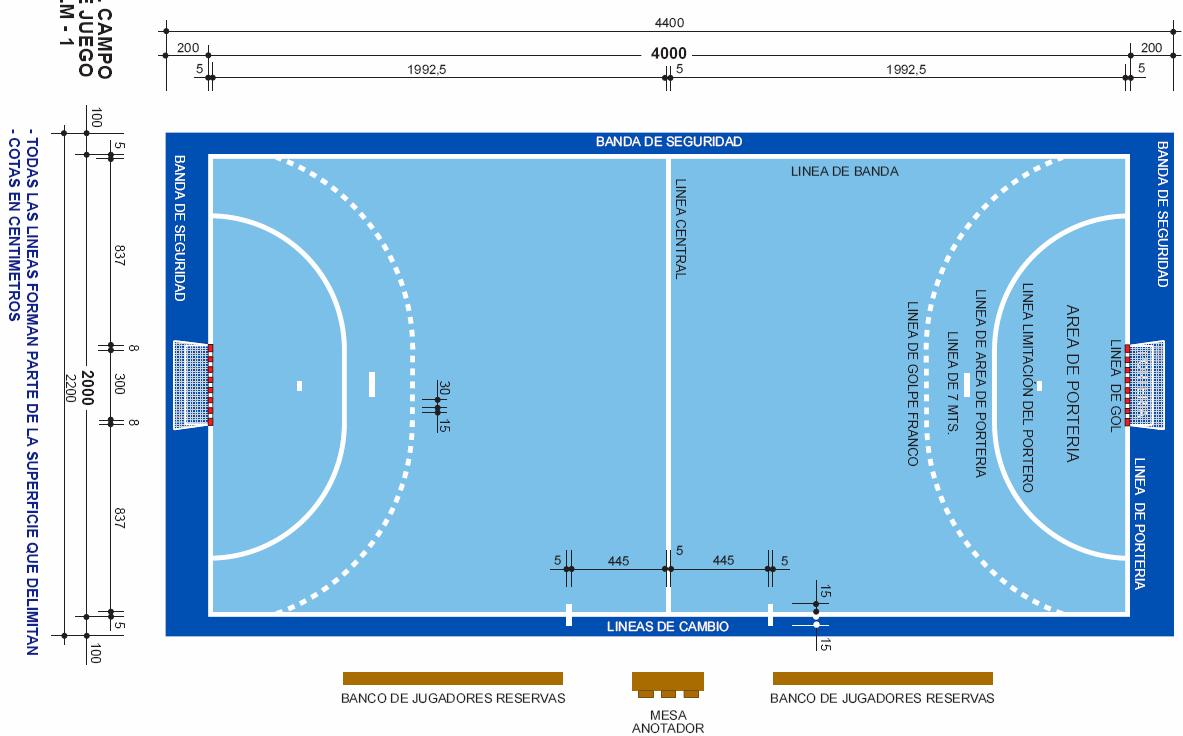 4400
200
4000
200
5
1992,5
5
1992,5
5
CAMPO
E JUEGO
LM - 1
- TODAS LAS LINEAS FORMAN PARTE DE LA SUPERFICIE QUE DELIMITAN
- COTAS EN CENTIMETROS
100
5
837
8
300
8
2000
2200
837
5
100
BANDA DE SEGURIDAD
BANDA DE SEGURIDAD
BANDA DE SEGURIDAD
LINEA DE BANDA
LINEA CENTRAL
LINEA DE GOLPE FRANCO
LINEA DE 7 MTS.
LINEA DE AREA DE PORTERIA
LINEA LIMITACIÓN DEL PORTERO
AREA DE PORTERIA
LINEA DE GOL
LINEA DE PORTERIA
30
15
5
445
5
445
5
15
15
LINEAS DE CAMBIO
BANCO DE JUGADORES RESERVAS
MESA
ANOTADOR
BANCO DE JUGADORES RESERVAS